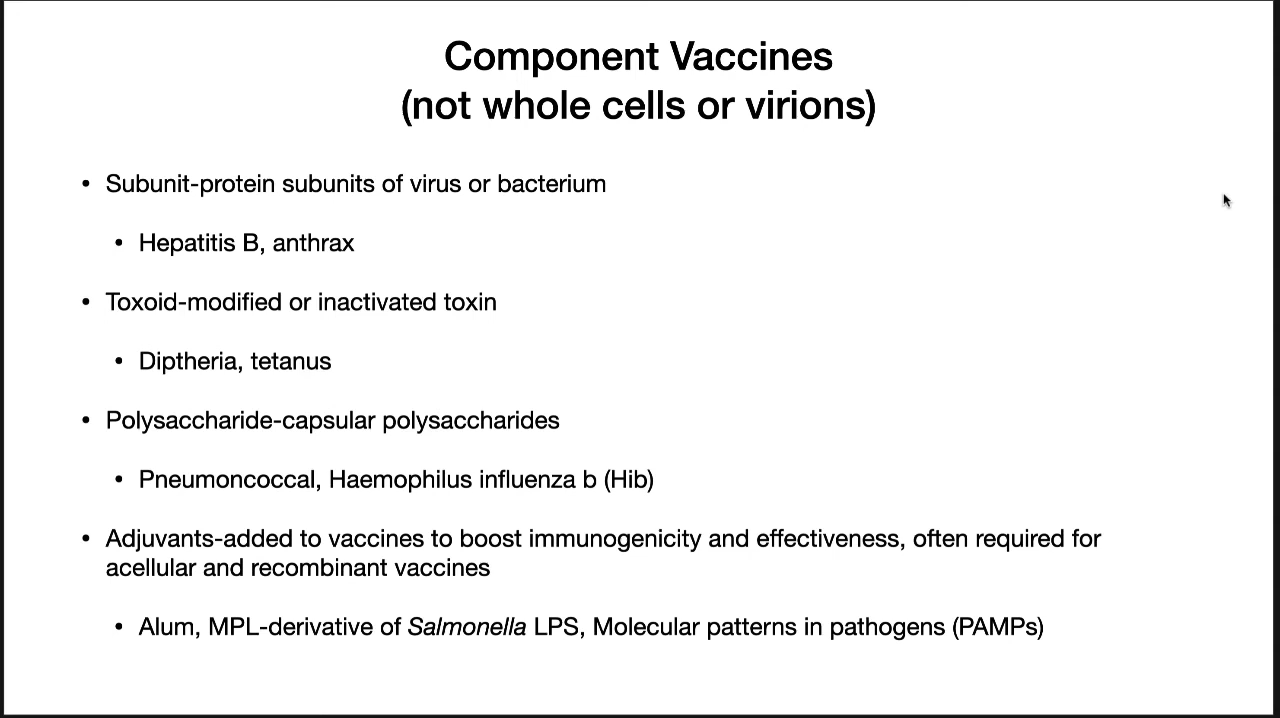 Component Vaccines
(not whole cells or virions)
• Subunit-protein subunits of virus or bacterium
• Hepatitis B, anthrax
• Toxoid-modified or inactivated toxin
• Diptheria, tetanus
• Polysaccharide-capsular polysaccharides
• Pneumoncoccal, Haemophilus influenza b (Hib)
• Adjuvants-added to vaccines to boost immunogenicity and effectiveness, often required for
acellular and recombinant vaccines
• Alum, MPL-derivative of Salmonella LPS, Molecular patterns in pathogens (PAMPs)